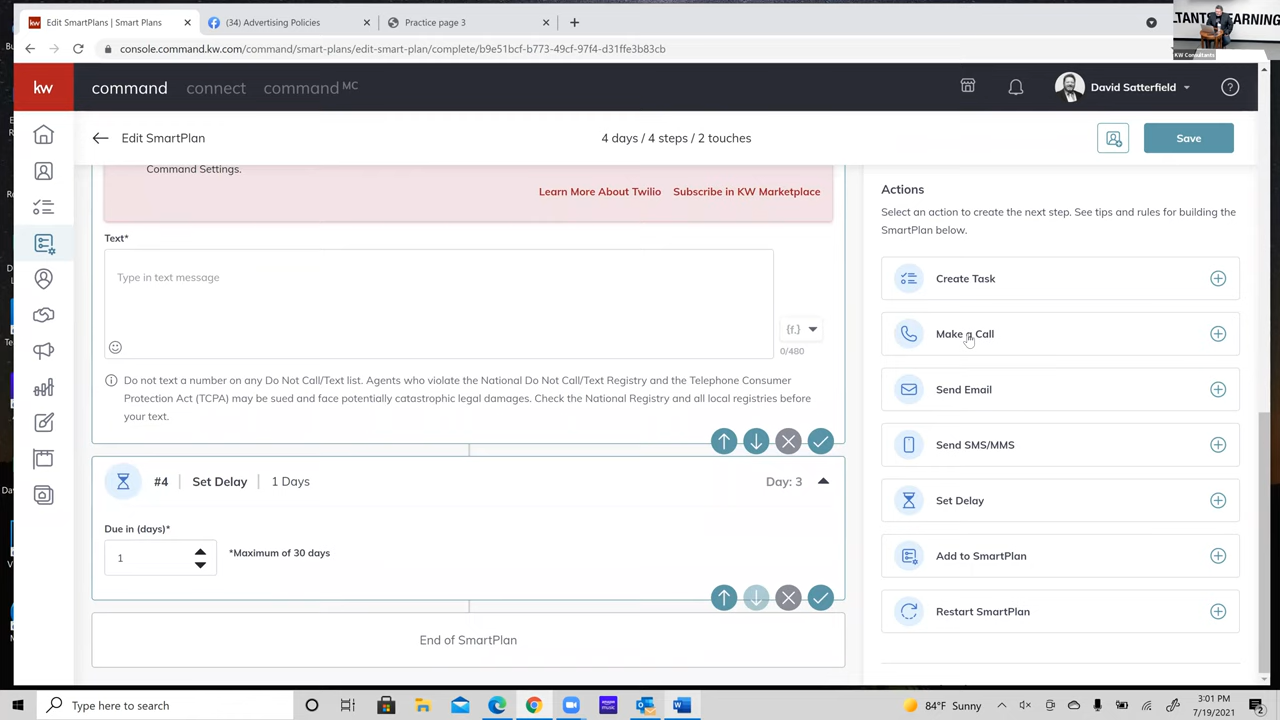 Edit SmartPlans | Smart Plans
(34) Advertising Policies
Practice page 3
LTANTS LEARNING
KW Consultants
console.command.kw.com/command/smart-plans/edit-smart-plan/complete/b9e51bcf-b773-49cf-97f4-d31ffe3b83cb
kw
command
connect
command MC
David Satterfield
Edit SmartPlan
4 days / 4 steps / 2 touches
Save
Command Settings.
Learn More About Twilio
Subscribe in KW Marketplace
Text*
Type in text message
{f.}
0/480
Do not text a number on any Do Not Call/Text list. Agents who violate the National Do Not Call/Text Registry and the Telephone Consumer
Protection Act (TCPA) may be sued and face potentially catastrophic legal damages. Check the National Registry and all local registries before
your text.
#4
Set Delay
1 Days
Day: 3
Due in (days)*
1
*Maximum of 30 days
End of SmartPlan
Actions
Select an action to create the next step. See tips and rules for building the
SmartPlan below.
Create Task
Make a Call
Send Email
Send SMS/MMS
Set Delay
Add to SmartPlan
Restart SmartPlan
Type here to search
84°F Sunny
3:01 PM
7/19/2021
2